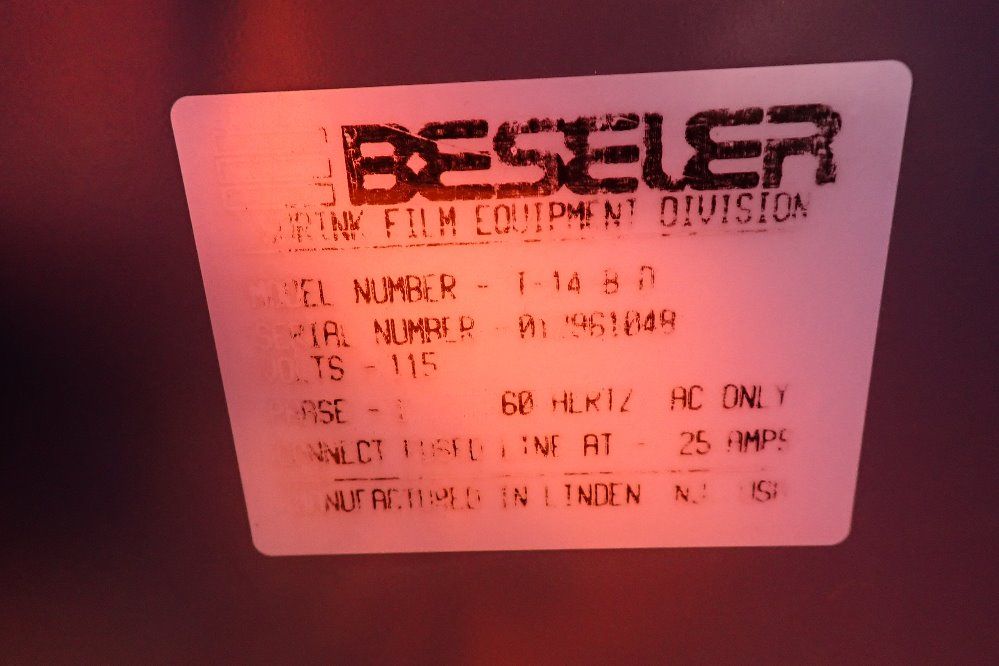 BESELER
SHRINK FILM EQUIPMENT DIVISION
MODEL NUMBER - T-14 B D
SERIAL NUMBER -
VOLTS - 115
PHASE - 1 60 HERTZ AC ONLY
CONNECT FUSED LINE AT - 25 AMPS
MANUFACTURED IN LINDEN NJ USA